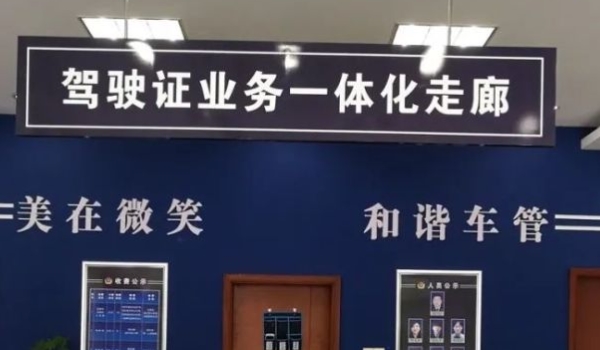 驾驶证业务一体化走廊
美在微笑
和谐车管
收费公示
人员公示